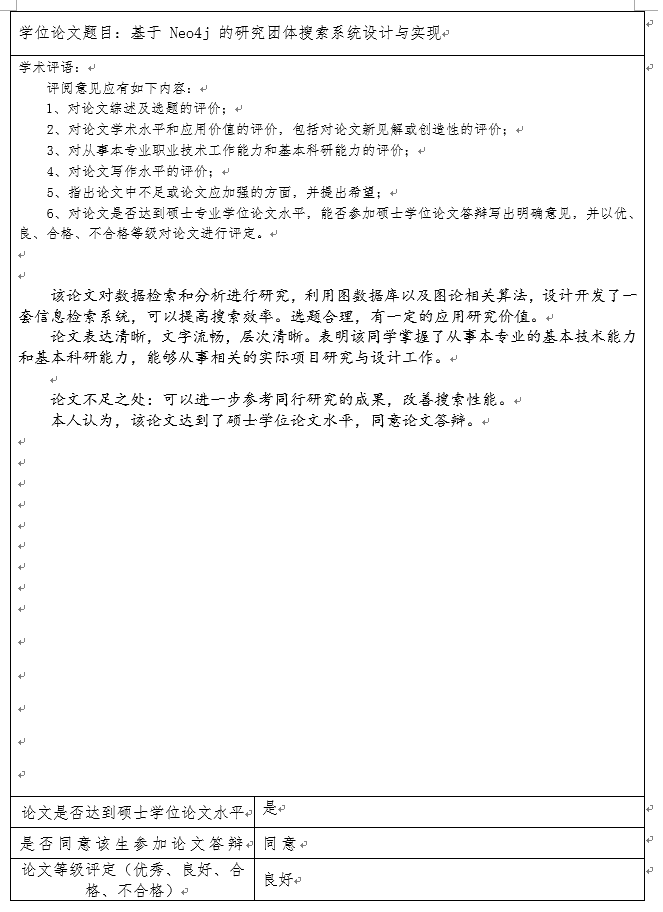 学位论文题目：基于 Neo4j 的研究团体搜索系统设计与实现
学术评语：
评阅意见应有如下内容：
1、对论文综述及选题的评价；
2、对论文学术水平和应用价值的评价，包括对论文新见解或创造性的评价；
3、对从事本专业职业技术工作能力和基本科研能力的评价；
4、对论文写作水平的评价；
5、指出论文中不足或论文应加强的方面，并提出希望；
6、对论文是否达到硕士专业学位论文水平，能否参加硕士学位论文答辩写出明确意见，并以优、
良、合格、不合格等级对论文进行评定。
该论文对数据检索和分析进行研究，利用图数据库以及图论相关算法，设计开发了一
套信息检索系统，可以提高搜索效率。选题合理，有一定的应用研究价值。
论文表达清晰，文字流畅，层次清晰。表明该同学掌握了从事本专业的基本技术能力
和基本科研能力，能够从事相关的实际项目研究与设计工作。
论文不足之处：可以进一步参考同行研究的成果，改善搜索性能。
本人认为，该论文达到了硕士学位论文水平，同意论文答辩。
论文是否达到硕士学位论文水平 是
是否同意该生参加论文答辩 同意
论文等级评定（优秀、良好、合
格、不合格） 良好